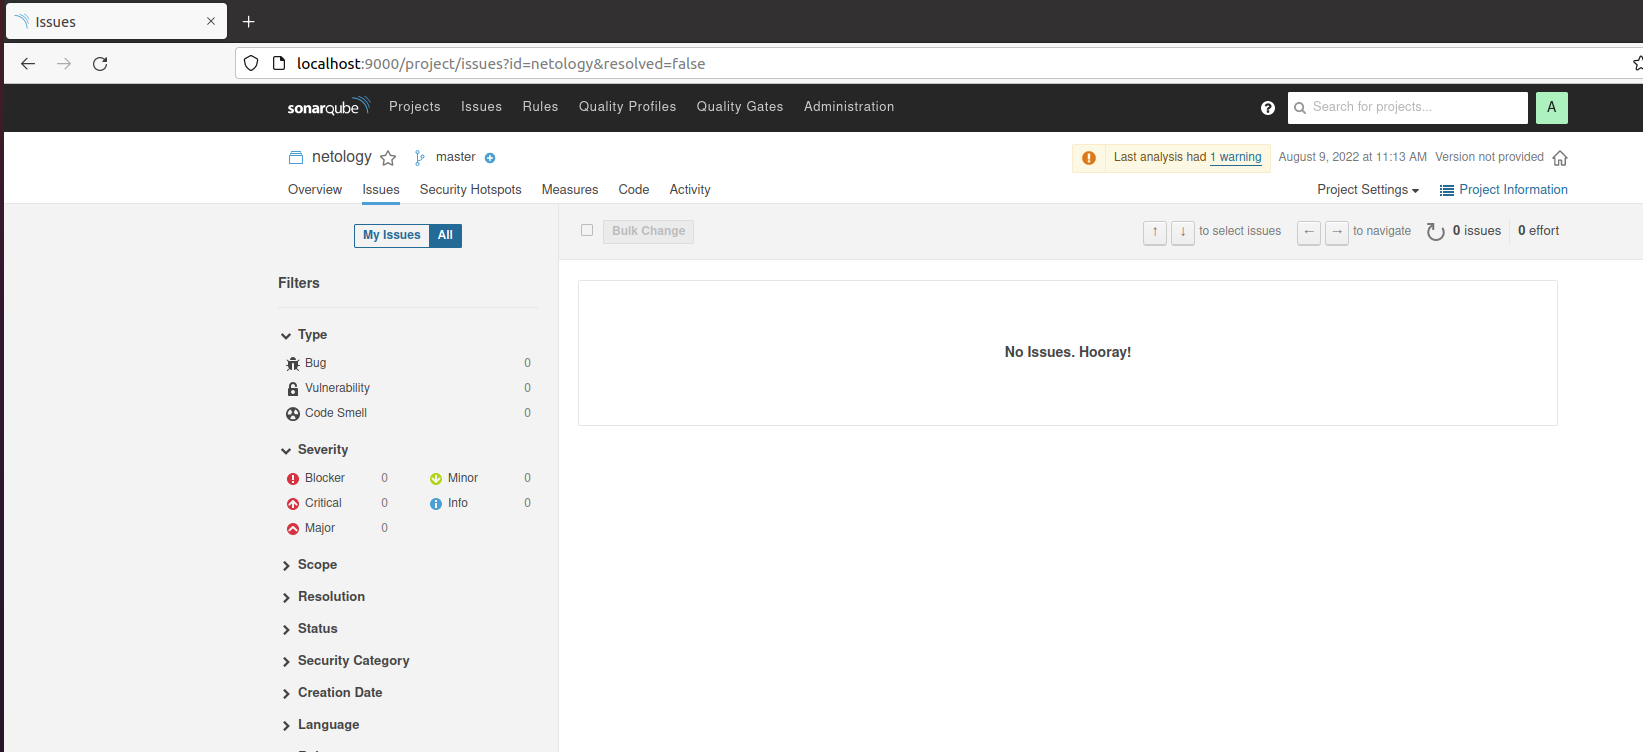 Issues
localhost:9000/project/issues?id=netology&resolved=false
sonarqube Projects Issues Rules Quality Profiles Quality Gates Administration ? Search for projects... A
netology master Last analysis had 1 warning August 9, 2022 at 11:13 AM Version not provided
Overview Issues Security Hotspots Measures Code Activity Project Settings Project Information
My Issues All
Bulk Change ↑ ↓ to select issues ← → to navigate 0 issues 0 effort
Filters
Type
Bug 0
Vulnerability 0
Code Smell 0
Severity
Blocker 0 Minor 0
Critical 0 Info 0
Major 0
Scope
Resolution
Status
Security Category
Creation Date
Language
No Issues. Hooray!